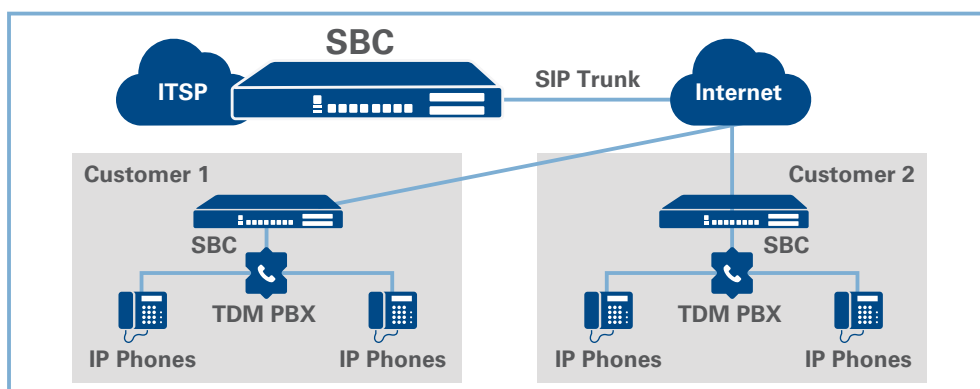 SBC
ITSP
SIP Trunk
Internet
Customer 1
Customer 2
SBC
SBC
TDM PBX
TDM PBX
IP Phones
IP Phones
IP Phones
IP Phones